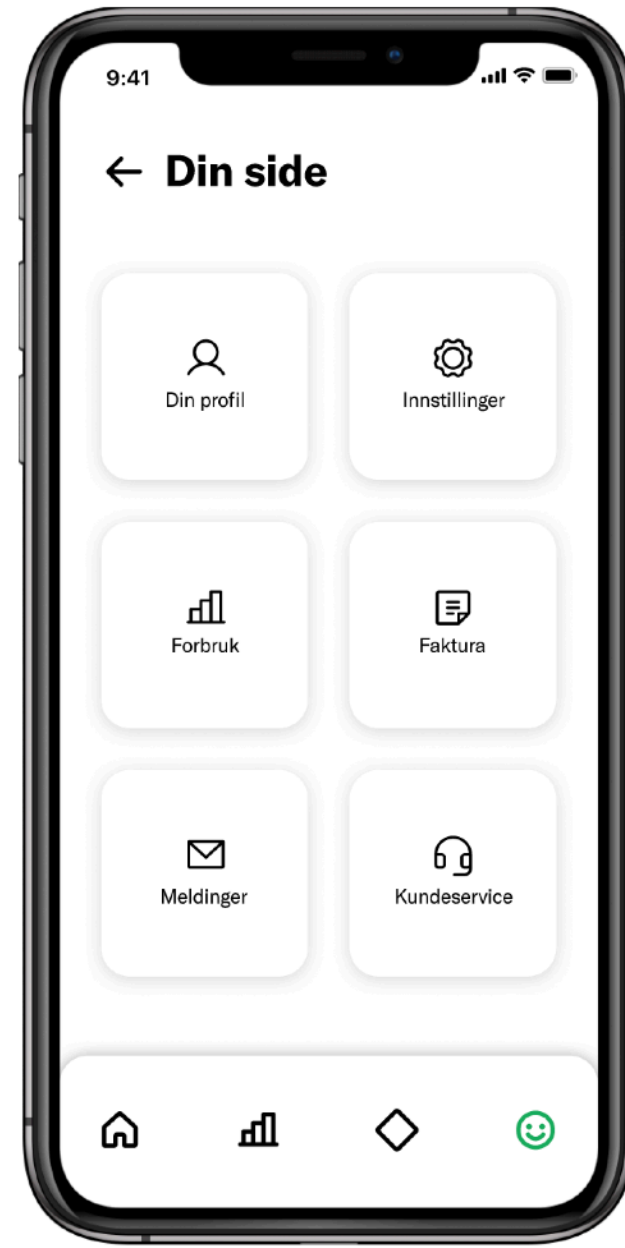 9:41
Din side
Din profil
Innstillinger
Forbruk
Faktura
Meldinger
Kundeservice